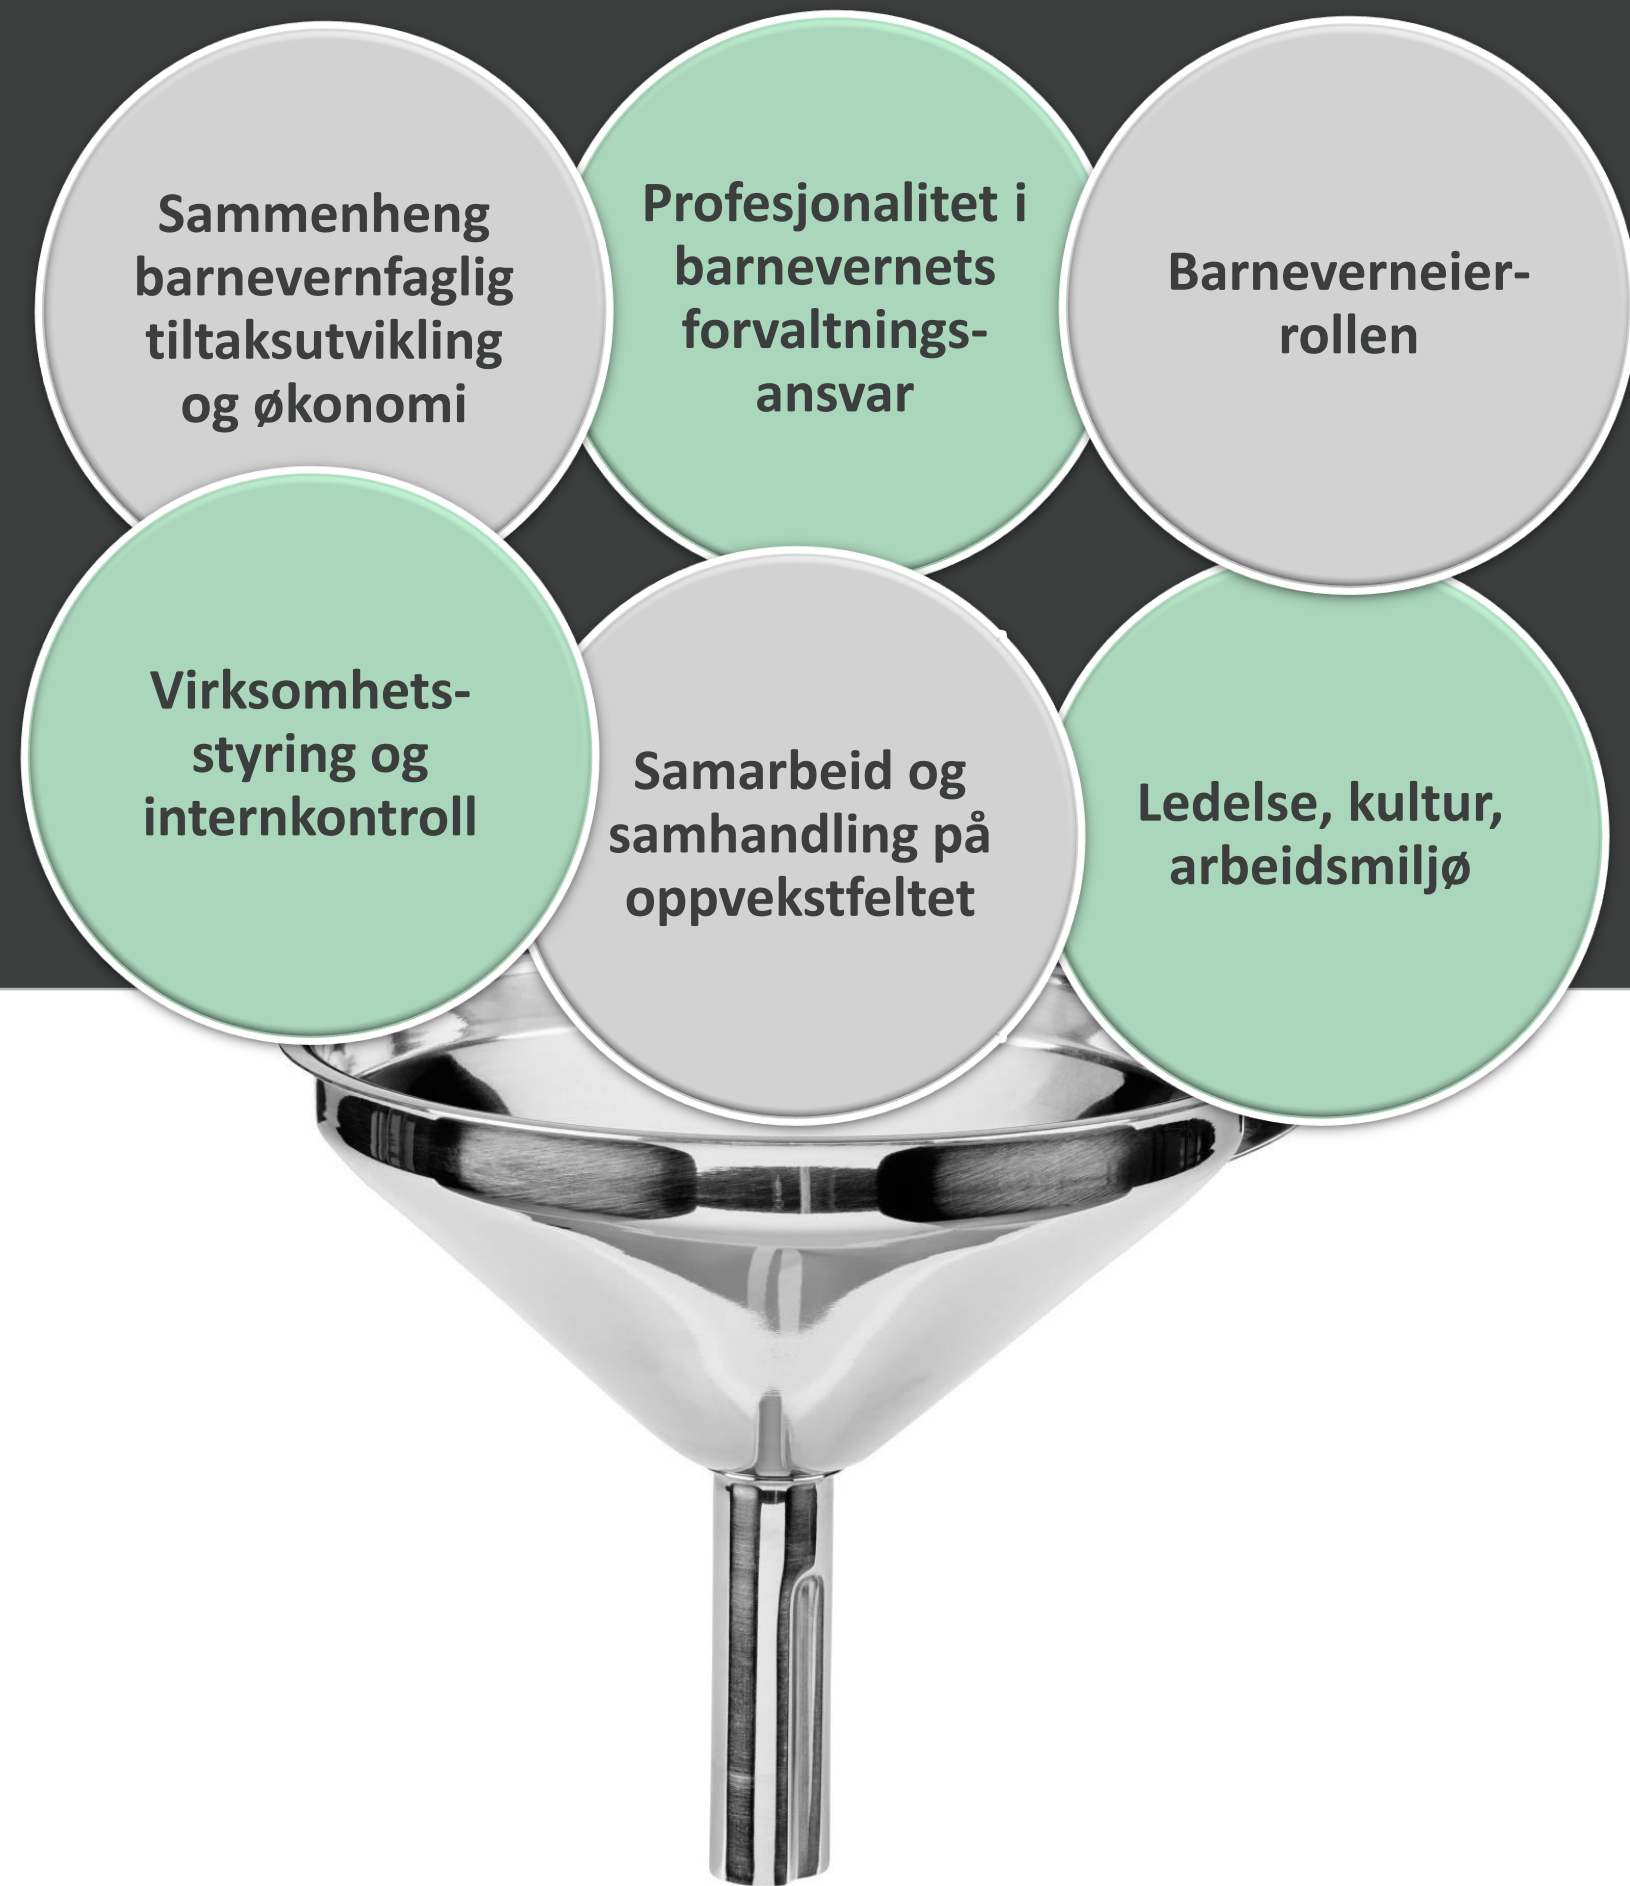 Sammenheng
barnevernfaglig
tiltaksutvikling
og økonomi
Profesjonalitet i
barnevernets
forvaltnings-
ansvar
Barneverneier-
rollen
Virksomhets-
styring og
internkontroll
Samarbeid og
samhandling på
oppvekstfeltet
Ledelse, kultur,
arbeidsmiljø